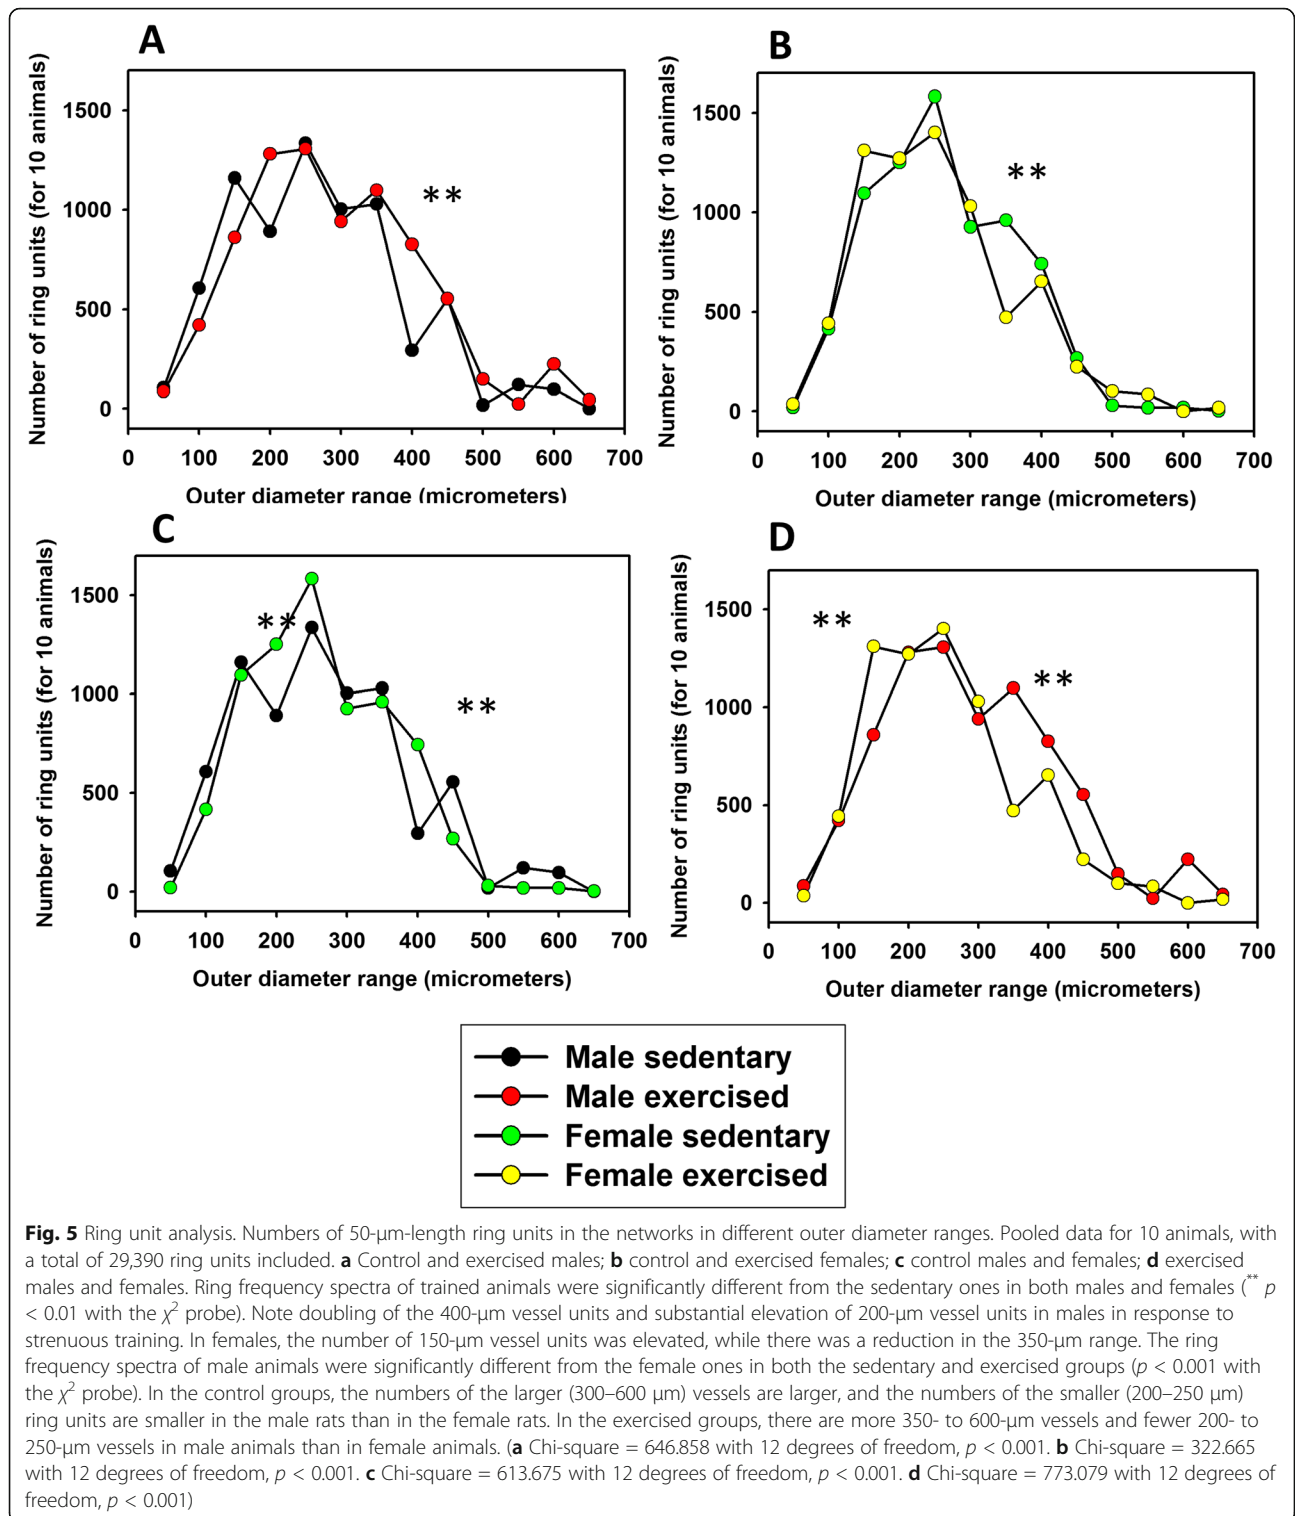 A
Number of ring units (for 10 animals)
1500
1000
500
0
**
0 100 200 300 400 500 600 700
Outer diameter range (micrometers)
B
Number of ring units (for 10 animals)
1500
1000
500
0
**
0 100 200 300 400 500 600 700
Outer diameter range (micrometers)
C
Number of ring units (for 10 animals)
1500
1000
500
0
**
**
0 100 200 300 400 500 600 700
Outer diameter range (micrometers)
D
Number of ring units (for 10 animals)
1500
1000
500
0
**
**
0 100 200 300 400 500 600 700
Outer diameter range (micrometers)
Male sedentary
Male exercised
Female sedentary
Female exercised
Fig. 5 Ring unit analysis. Numbers of 50-μm-length ring units in the networks in different outer diameter ranges. Pooled data for 10 animals, with
a total of 29,390 ring units included. a Control and exercised males; b control and exercised females; c control males and females; d exercised
males and females. Ring frequency spectra of trained animals were significantly different from the sedentary ones in both males and females (** p
< 0.01 with the χ² probe). Note doubling of the 400-μm vessel units and substantial elevation of 200-μm vessel units in males in response to
strenuous training. In females, the number of 150-μm vessel units was elevated, while there was a reduction in the 350-μm range. The ring
frequency spectra of male animals were significantly different from the female ones in both the sedentary and exercised groups (p < 0.001 with
the χ² probe). In the control groups, the numbers of the larger (300–600 μm) vessels are larger, and the numbers of the smaller (200–250 μm)
ring units are smaller in the male rats than in the female rats. In the exercised groups, there are more 350- to 600-μm vessels and fewer 200- to
250-μm vessels in male animals than in female animals. (a Chi-square = 646.858 with 12 degrees of freedom, p < 0.001. b Chi-square = 322.665
with 12 degrees of freedom, p < 0.001. c Chi-square = 613.675 with 12 degrees of freedom, p < 0.001. d Chi-square = 773.079 with 12 degrees of
freedom, p < 0.001)